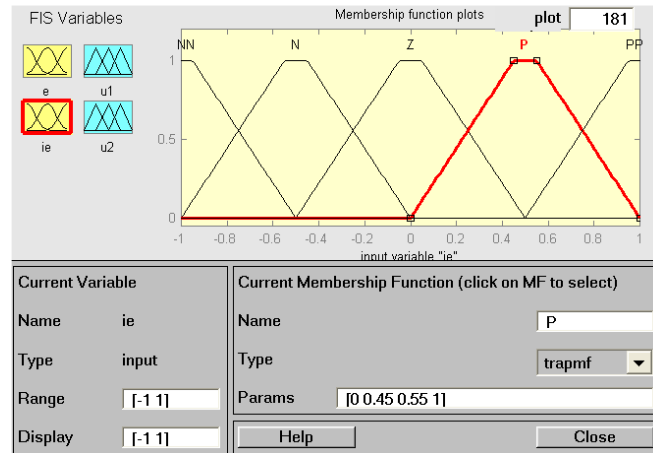 FIS Variables
Membership function plots
plot 181
e u1
ie u2
NN N Z P PP
1
0.5
0
-1 -0.8 -0.6 -0.4 -0.2 0 0.2 0.4 0.6 0.8 1
input variable "ie"
Current Variable
Name ie
Type input
Range [-1 1]
Display [-1 1]
Current Membership Function (click on MF to select)
Name P
Type trapmf
Params [0 0.45 0.55 1]
Help Close